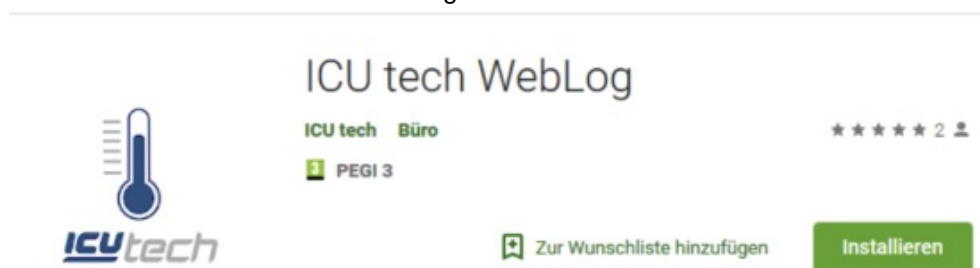 ICU tech WebLog
ICU tech Büro
2
3 PEGI 3
ICUtech
Zur Wunschliste hinzufügen
Installieren